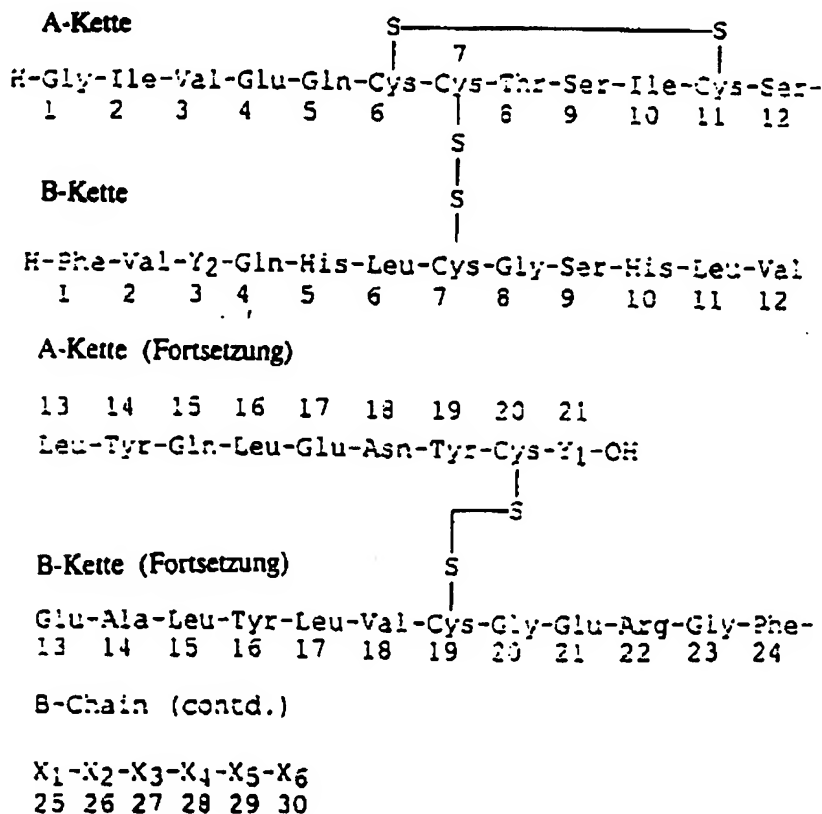 A-Kette
S S
7
H-Gly-Ile-Val-Glu-Gln-Cys-Cys-Thr-Ser-Ile-Cys-Ser-
1 2 3 4 5 6 8 9 10 11 12
S
S
B-Kette
H-Phe-Val-Y2-Gln-His-Leu-Cys-Gly-Ser-His-Leu-Val
1 2 3 4 5 6 7 8 9 10 11 12
A-Kette (Fortsetzung)
13 14 15 16 17 18 19 20 21
Leu-Tyr-Gln-Leu-Glu-Asn-Tyr-Cys-Y1-OH
S
S
B-Kette (Fortsetzung)
Glu-Ala-Leu-Tyr-Leu-Val-Cys-Gly-Glu-Arg-Gly-Phe-
13 14 15 16 17 18 19 20 21 22 23 24
B-Chain (contd.)
X1-X2-X3-X4-X5-X6
25 26 27 28 29 30